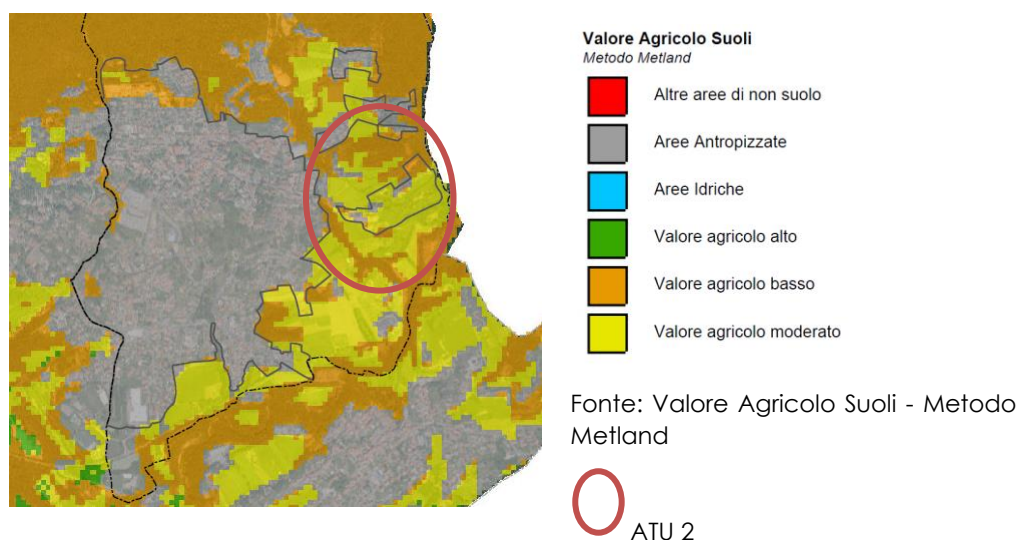 Valore Agricolo Suoli
Metodo Metland
Altre aree di non suolo
Aree Antropizzate
Aree Idriche
Valore agricolo alto
Valore agricolo basso
Valore agricolo moderato
Fonte: Valore Agricolo Suoli - Metodo
Metland
ATU 2